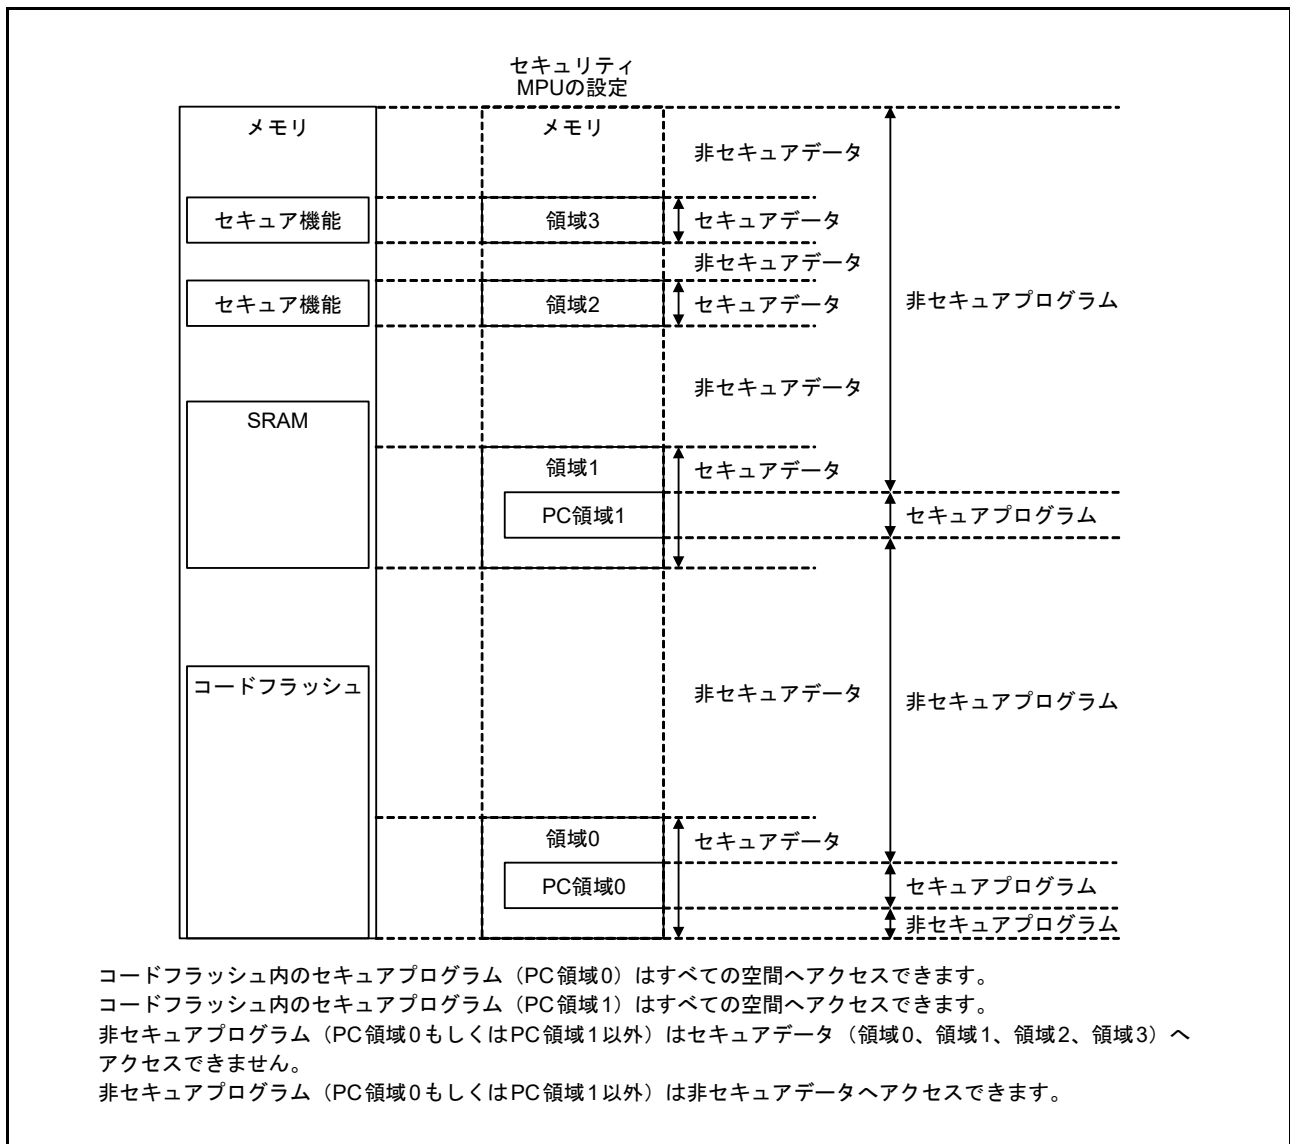 セキュリティ
MPUの設定
メモリ
メモリ
非セキュアデータ
セキュア機能
領域3
セキュアデータ
非セキュアデータ
セキュア機能
領域2
セキュアデータ
非セキュアプログラム
非セキュアデータ
SRAM
領域1
セキュアデータ
PC領域1
セキュアプログラム
コードフラッシュ
非セキュアデータ
非セキュアプログラム
領域0
セキュアデータ
PC領域0
セキュアプログラム
非セキュアプログラム
コードフラッシュ内のセキュアプログラム（PC領域0）はすべての空間へアクセスできます。
コードフラッシュ内のセキュアプログラム（PC領域1）はすべての空間へアクセスできます。
非セキュアプログラム（PC領域0もしくはPC領域1以外）はセキュアデータ（領域0、領域1、領域2、領域3）へ
アクセスできません。
非セキュアプログラム（PC領域0もしくはPC領域1以外）は非セキュアデータへアクセスできます。